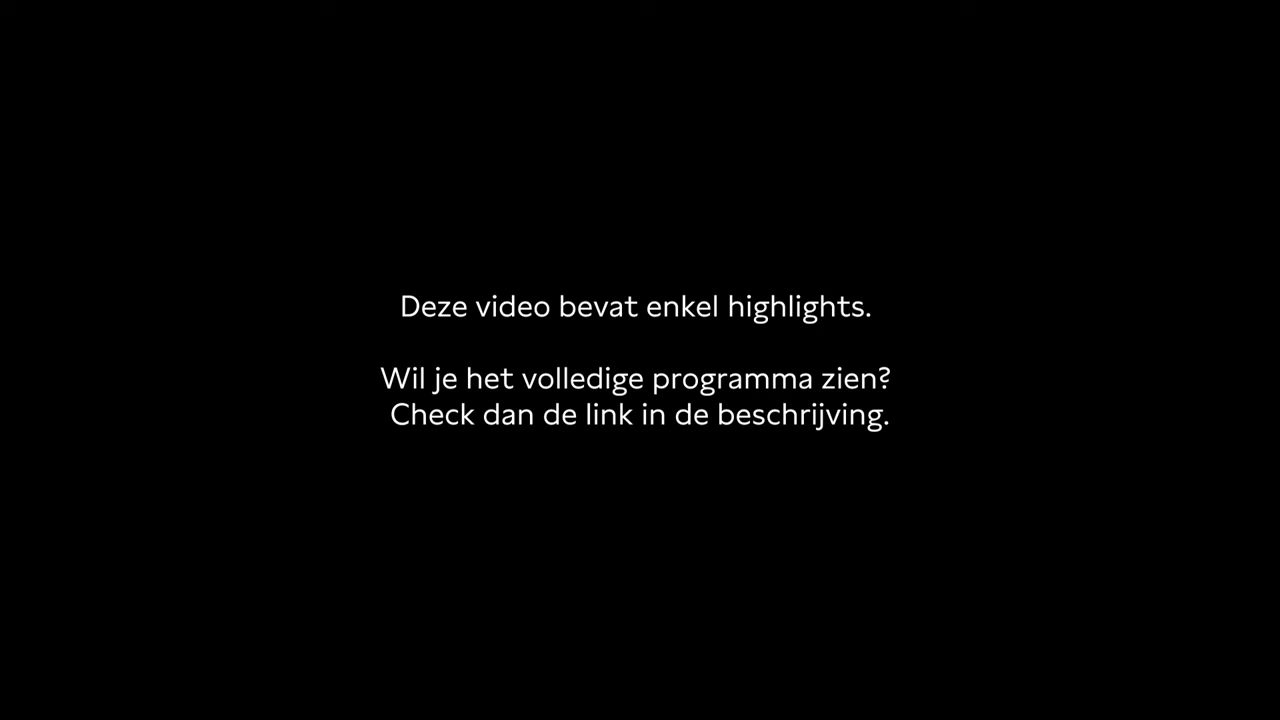 Deze video bevat enkel highlights.
Wil je het volledige programma zien?
Check dan de link in de beschrijving.